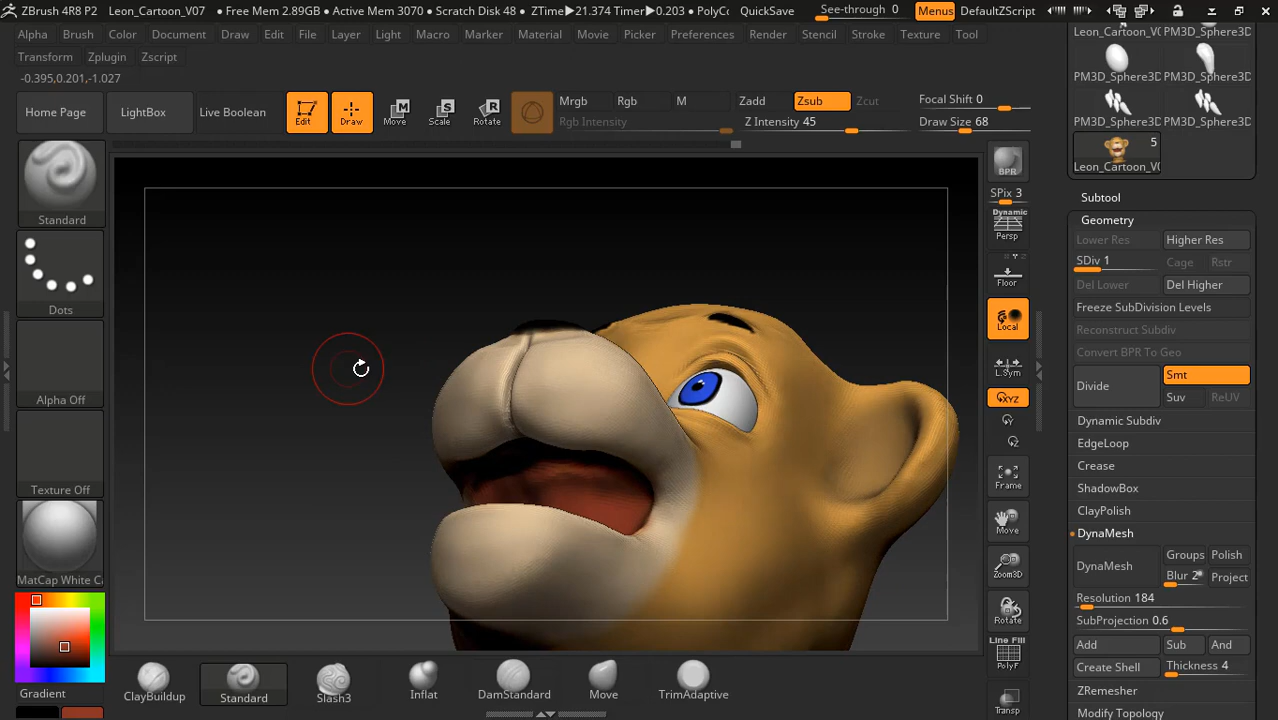 ZBrush 4R8 P2 Leon_Cartoon_V07 • Free Mem 2.89GB • Active Mem 3070 • Scratch Disk 48 • ZTime▶21.374 Timer▶0.203 • PolyC QuickSave See-through 0 Menus DefaultZScript
Alpha Brush Color Document Draw Edit File Layer Light Macro Marker Material Movie Picker Preferences Render Stencil Stroke Texture Tool
Transform Zplugin Zscript
-0.395,0.201,-1.027
Home Page LightBox Live Boolean Edit Draw Move Scale Rotate
Mrgb Rgb M Zadd Zsub Zcut Focal Shift 0
Rgb Intensity Z Intensity 45 Draw Size 68
Standard
Dots
Alpha Off
Texture Off
MatCap White Ca
Gradient
ClayBuildup Standard Slash3 Inflat DamStandard Move TrimAdaptive
BPR
SPix 3
Dynamic
Persp
Floor
Local
L.Sym
XYZ
Frame
Move
Zoom3D
Rotate
Line Fill
PolyF
Transp
Leon_Cartoon_V0 PM3D_Sphere3D
PM3D_Sphere3D PM3D_Sphere3D
PM3D_Sphere3D PM3D_Sphere3D
5
Leon_Cartoon_V0
Subtool
Geometry
Lower Res Higher Res
SDiv 1 Cage Rstr
Del Lower Del Higher
Freeze SubDivision Levels
Reconstruct Subdiv
Convert BPR To Geo
Divide Smt
Suv ReUV
Dynamic Subdiv
EdgeLoop
Crease
ShadowBox
ClayPolish
DynaMesh
DynaMesh Groups Polish
Blur 2 Project
Resolution 184
SubProjection 0.6
Add Sub And
Create Shell Thickness 4
ZRemesher
Modify Topology